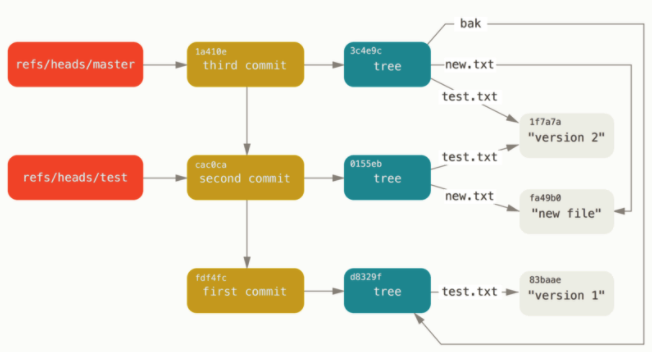 bak
1a410e
3c4e9c
refs/heads/master
third commit
tree
new.txt
test.txt
1f7a7a
"version 2"
cac0ca
0155eb
test.txt
refs/heads/test
second commit
tree
new.txt
fa49b0
"new file"
fdf4fc
d8329f
83baae
first commit
tree
test.txt
"version 1"